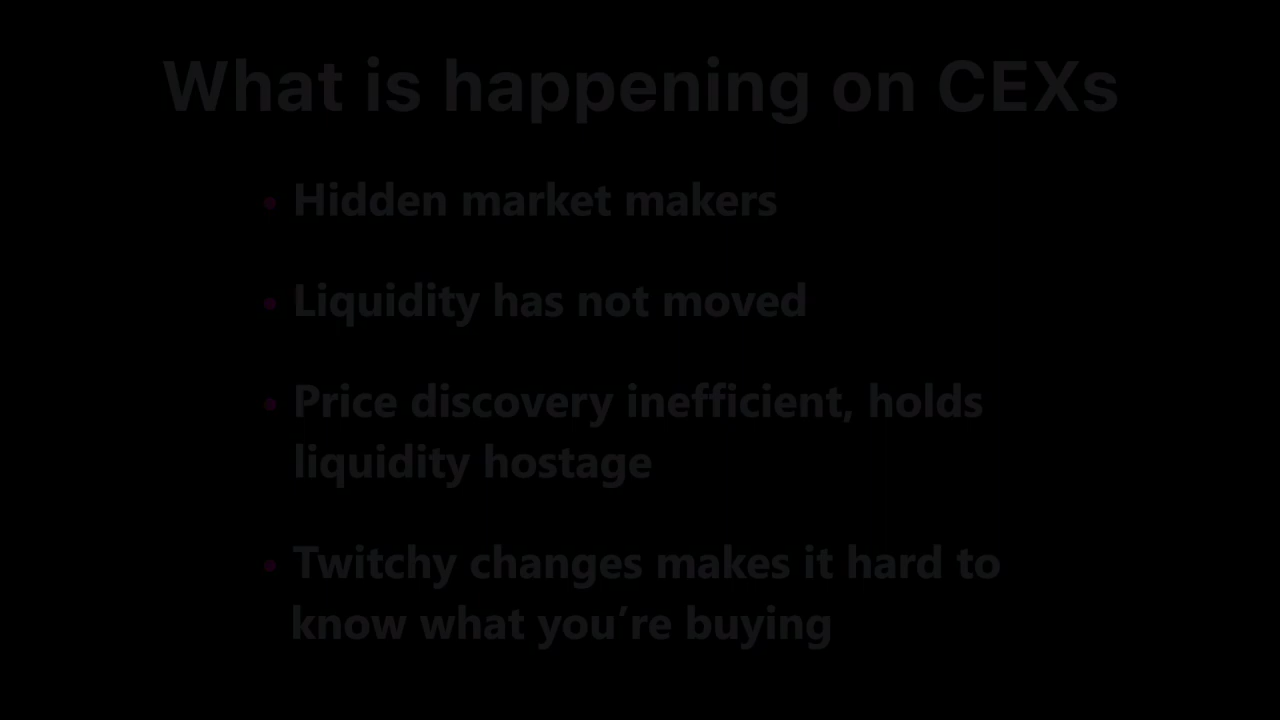 What is happening on CEXs
• Hidden market makers
• Liquidity has not moved
• Price discovery inefficient, holds
liquidity hostage
• Twitchy changes makes it hard to
know what you’re buying